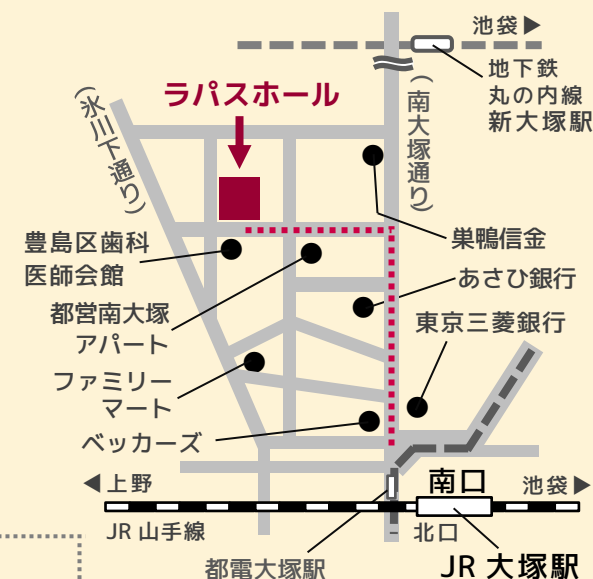 池袋▶
地下鉄
丸の内線
新大塚駅
(南大塚通り)
ラパスホール
(氷川下通り)
巣鴨信金
豊島区歯科
医師会館
あさひ銀行
都営南大塚
アパート
東京三菱銀行
ファミリー
マート
ベッカーズ
◀上野
南口
池袋▶
JR 山手線
北口
都電大塚駅
JR 大塚駅